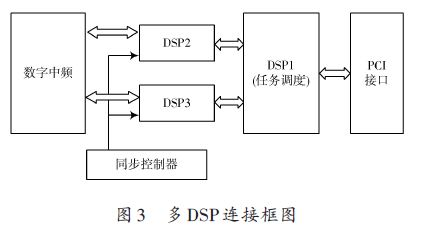 数字中频
DSP2
DSP3
DSP1
(任务调度)
PCI
接口
同步控制器
图3 多DSP连接框图